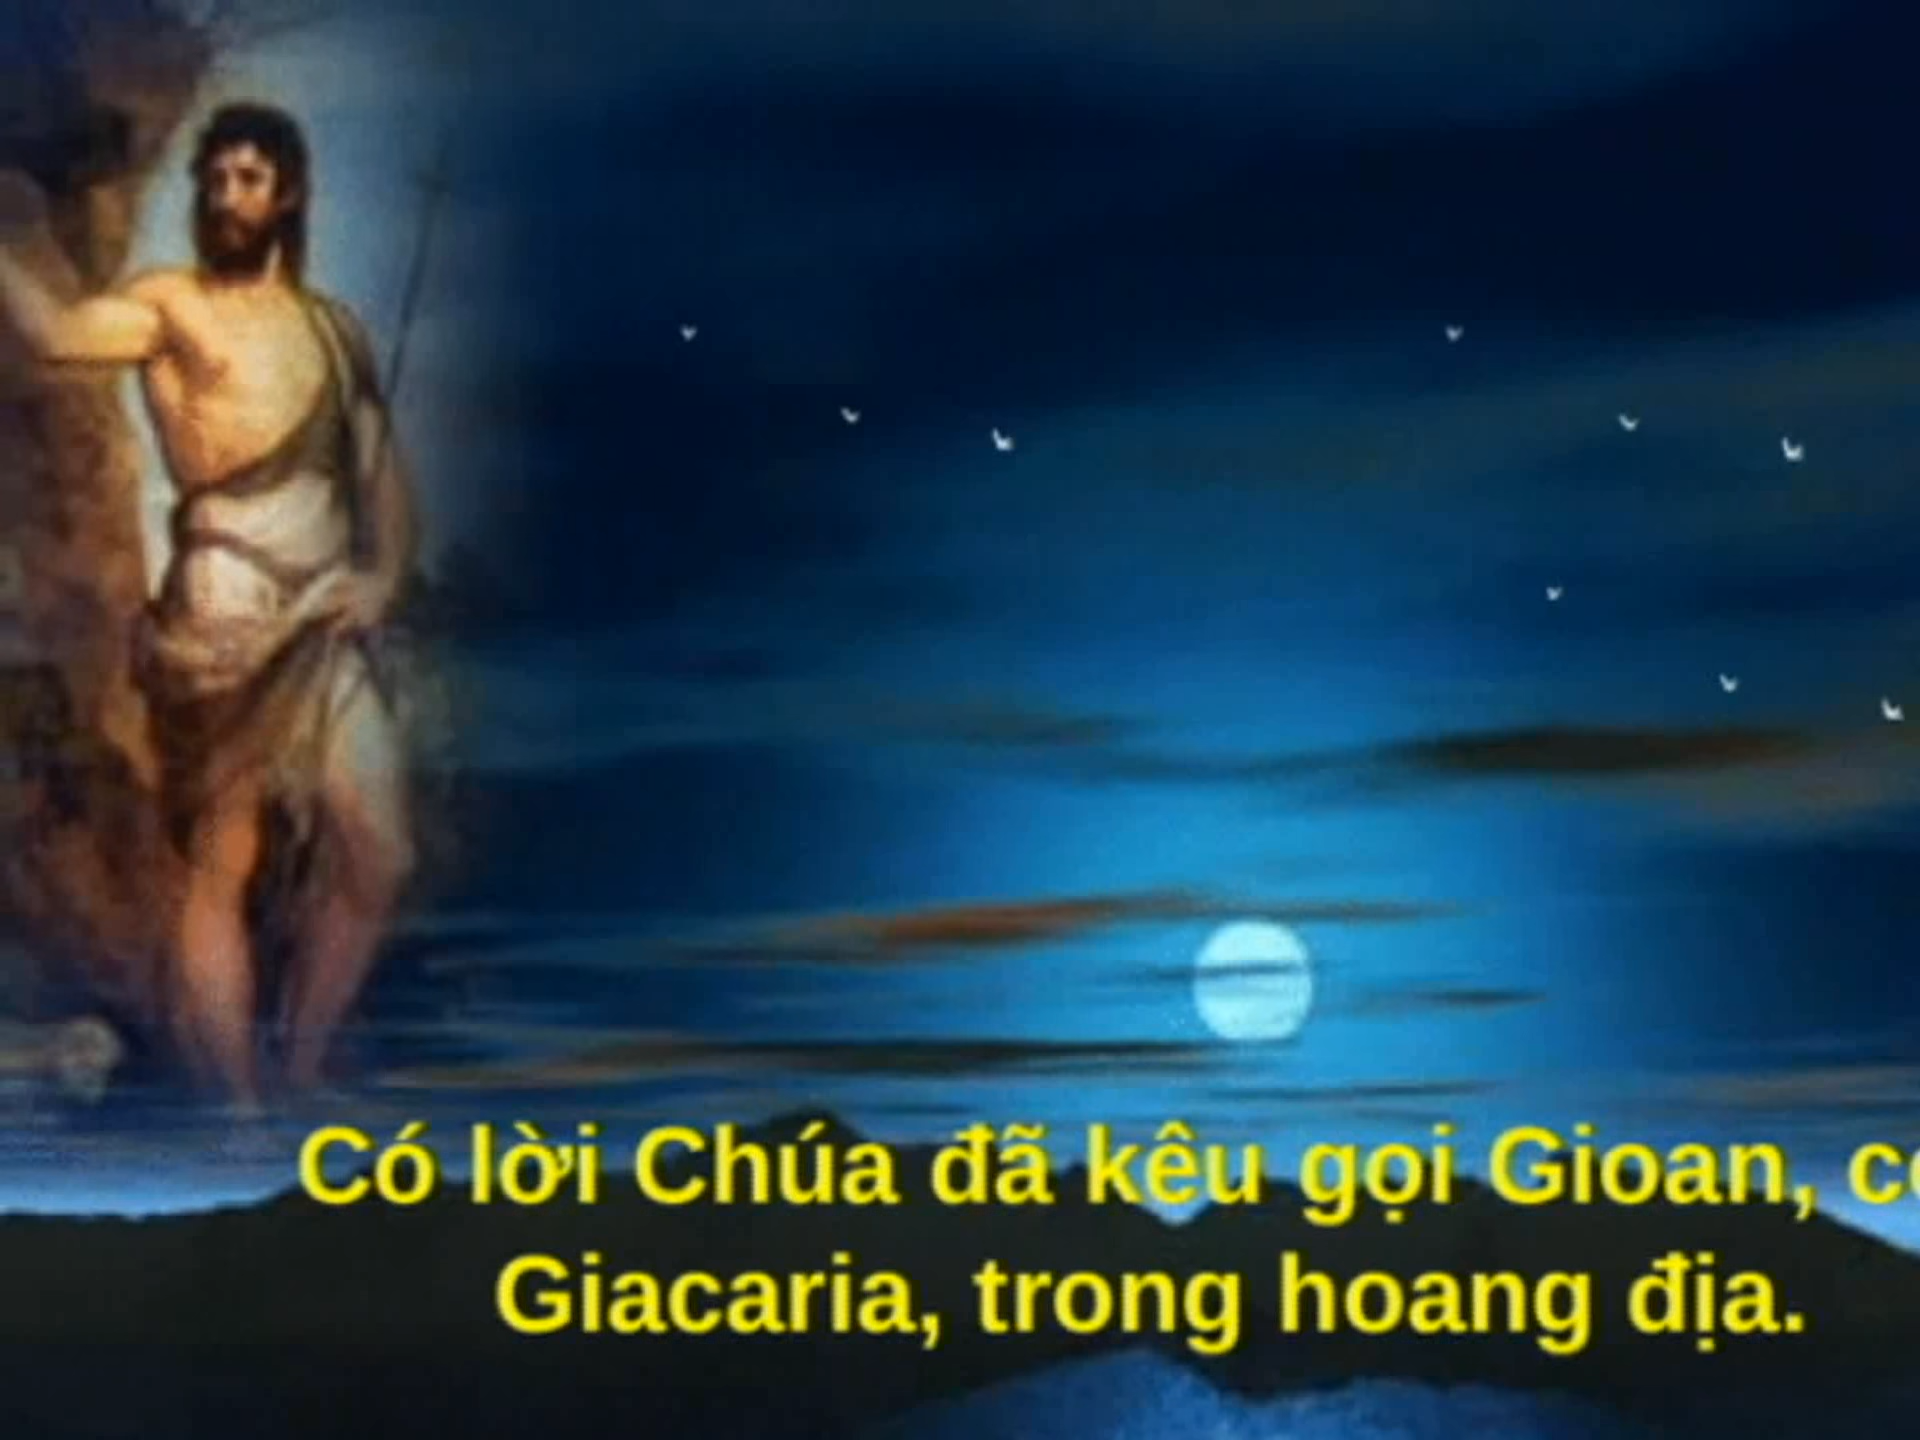 Có lời Chúa đã kêu gọi Gioan,
Giacaria, trong hoang địa.